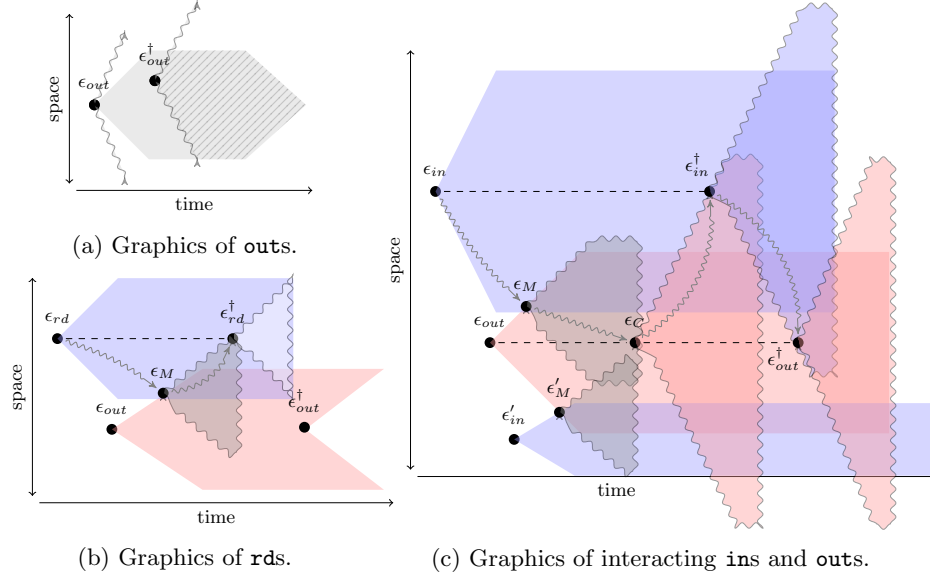 space
ϵ_out
ϵ†_out
time
(a) Graphics of outs.
space
ϵ_rd
ϵ†_rd
ϵ_M
ϵ_out
ϵ†_out
time
(b) Graphics of rds.
space
ϵ_in
ϵ†_in
ϵ_M
ϵ_out
ϵ_C
ϵ†_out
ϵ′_M
ϵ′_in
time
(c) Graphics of interacting ins and outs.